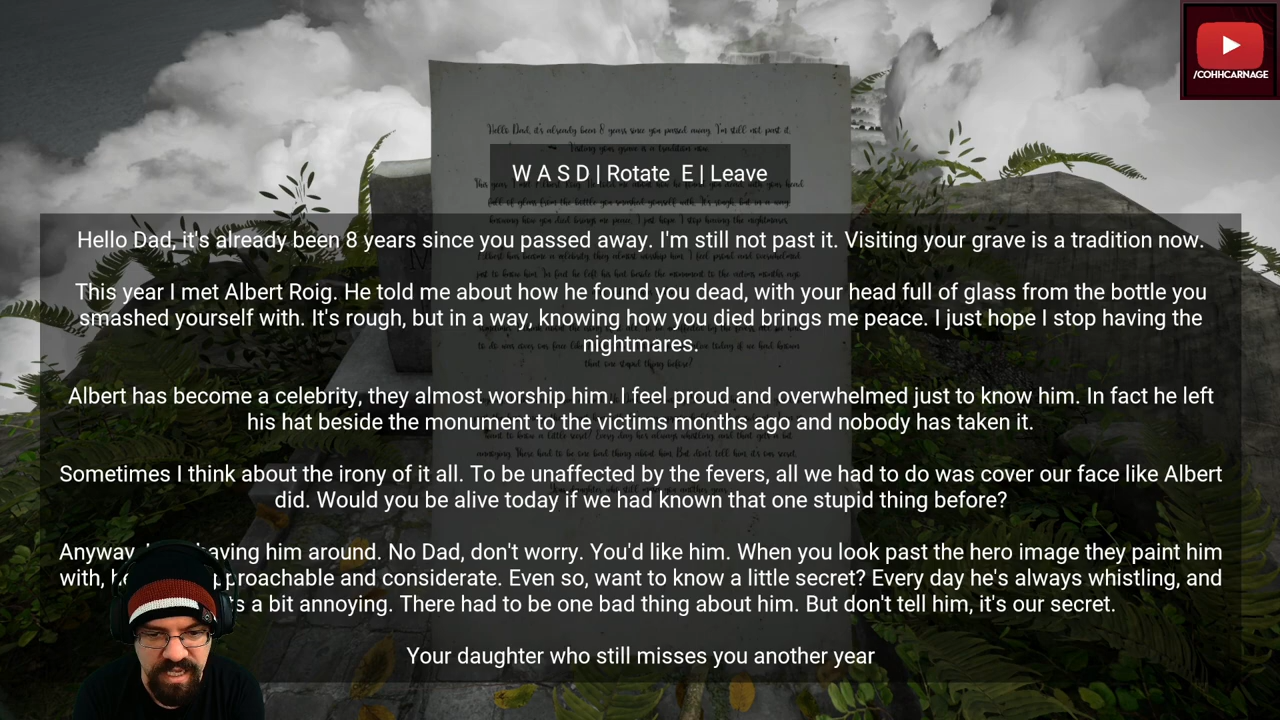 /COHHCARNAGE
W A S D | Rotate  E | Leave
Hello Dad, it's already been 8 years since you passed away. I'm still not past it. Visiting your grave is a tradition now.
This year I met Albert Roig. He told me about how he found you dead, with your head full of glass from the bottle you
smashed yourself with. It's rough, but in a way, knowing how you died brings me peace. I just hope I stop having the
nightmares.
Albert has become a celebrity, they almost worship him. I feel proud and overwhelmed just to know him. In fact he left
his hat beside the monument to the victims months ago and nobody has taken it.
Sometimes I think about the irony of it all. To be unaffected by the fevers, all we had to do was cover our face like Albert
did. Would you be alive today if we had known that one stupid thing before?
Anyway, having him around. No Dad, don't worry. You'd like him. When you look past the hero image they paint him
with, approachable and considerate. Even so, want to know a little secret? Every day he's always whistling, and
a bit annoying. There had to be one bad thing about him. But don't tell him, it's our secret.
Your daughter who still misses you another year